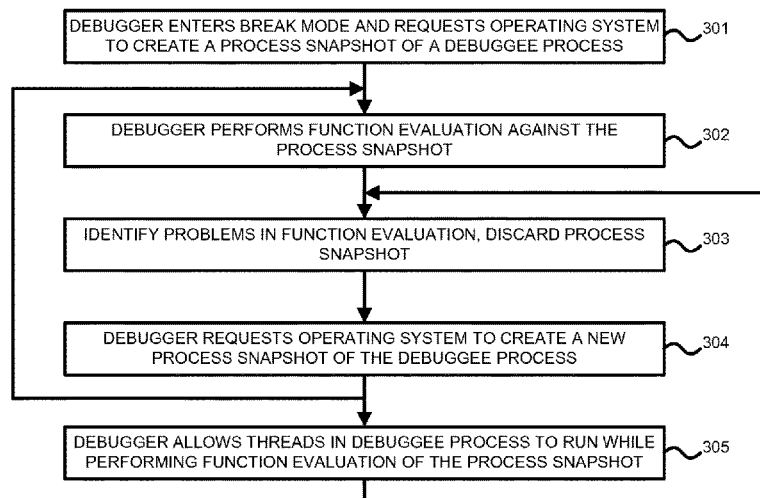 DEBUGGER ENTERS BREAK MODE AND REQUESTS OPERATING SYSTEM
TO CREATE A PROCESS SNAPSHOT OF A DEBUGGEE PROCESS
301
DEBUGGER PERFORMS FUNCTION EVALUATION AGAINST THE
PROCESS SNAPSHOT
302
IDENTIFY PROBLEMS IN FUNCTION EVALUATION, DISCARD PROCESS
SNAPSHOT
303
DEBUGGER REQUESTS OPERATING SYSTEM TO CREATE A NEW
PROCESS SNAPSHOT OF THE DEBUGGEE PROCESS
304
DEBUGGER ALLOWS THREADS IN DEBUGGEE PROCESS TO RUN WHILE
PERFORMING FUNCTION EVALUATION OF THE PROCESS SNAPSHOT
305